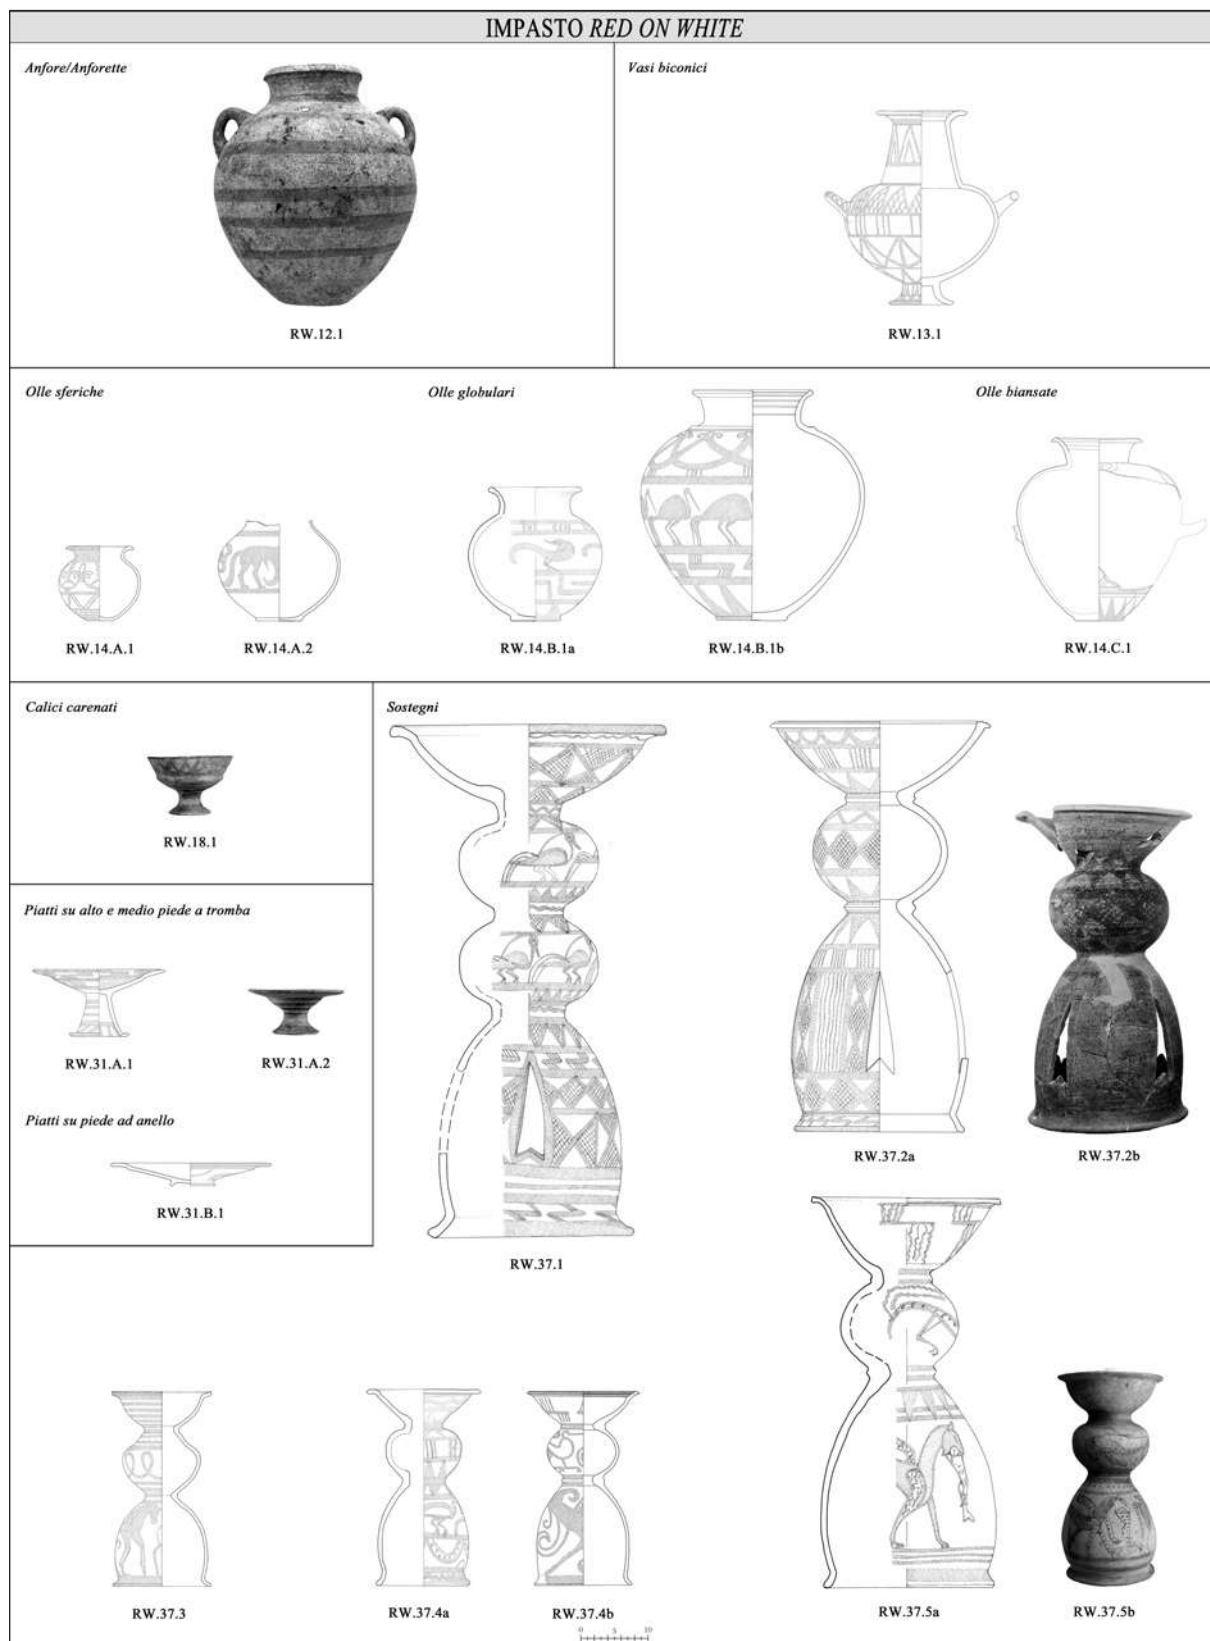 IMPASTO RED ON WHITE
Anfore/Anforette
RW.12.1
Vasi biconici
RW.13.1
Olle sferiche
RW.14.A.1
RW.14.A.2
Olle globulari
RW.14.B.1a
RW.14.B.1b
Olle biansate
RW.14.C.1
Calici carenati
RW.18.1
Piatti su alto e medio piede a tromba
RW.31.A.1
RW.31.A.2
Piatti su piede ad anello
RW.31.B.1
Sostegni
RW.37.1
RW.37.2a
RW.37.2b
RW.37.3
RW.37.4a
RW.37.4b
RW.37.5a
RW.37.5b
0 5 10